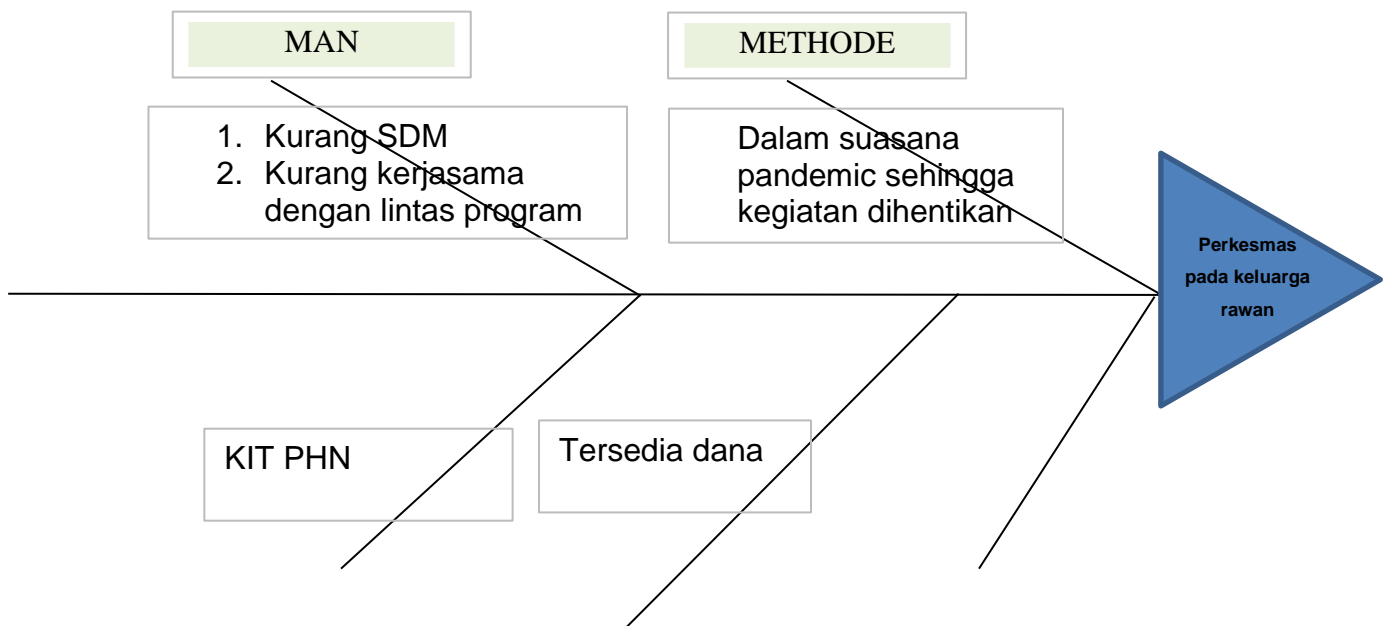 MAN
METHODE
1. Kurang SDM
2. Kurang kerjasama
dengan lintas program
Dalam suasana
pandemic sehingga
kegiatan dihentikan
Perkesmas
pada keluarga
rawan
KIT PHN
Tersedia dana